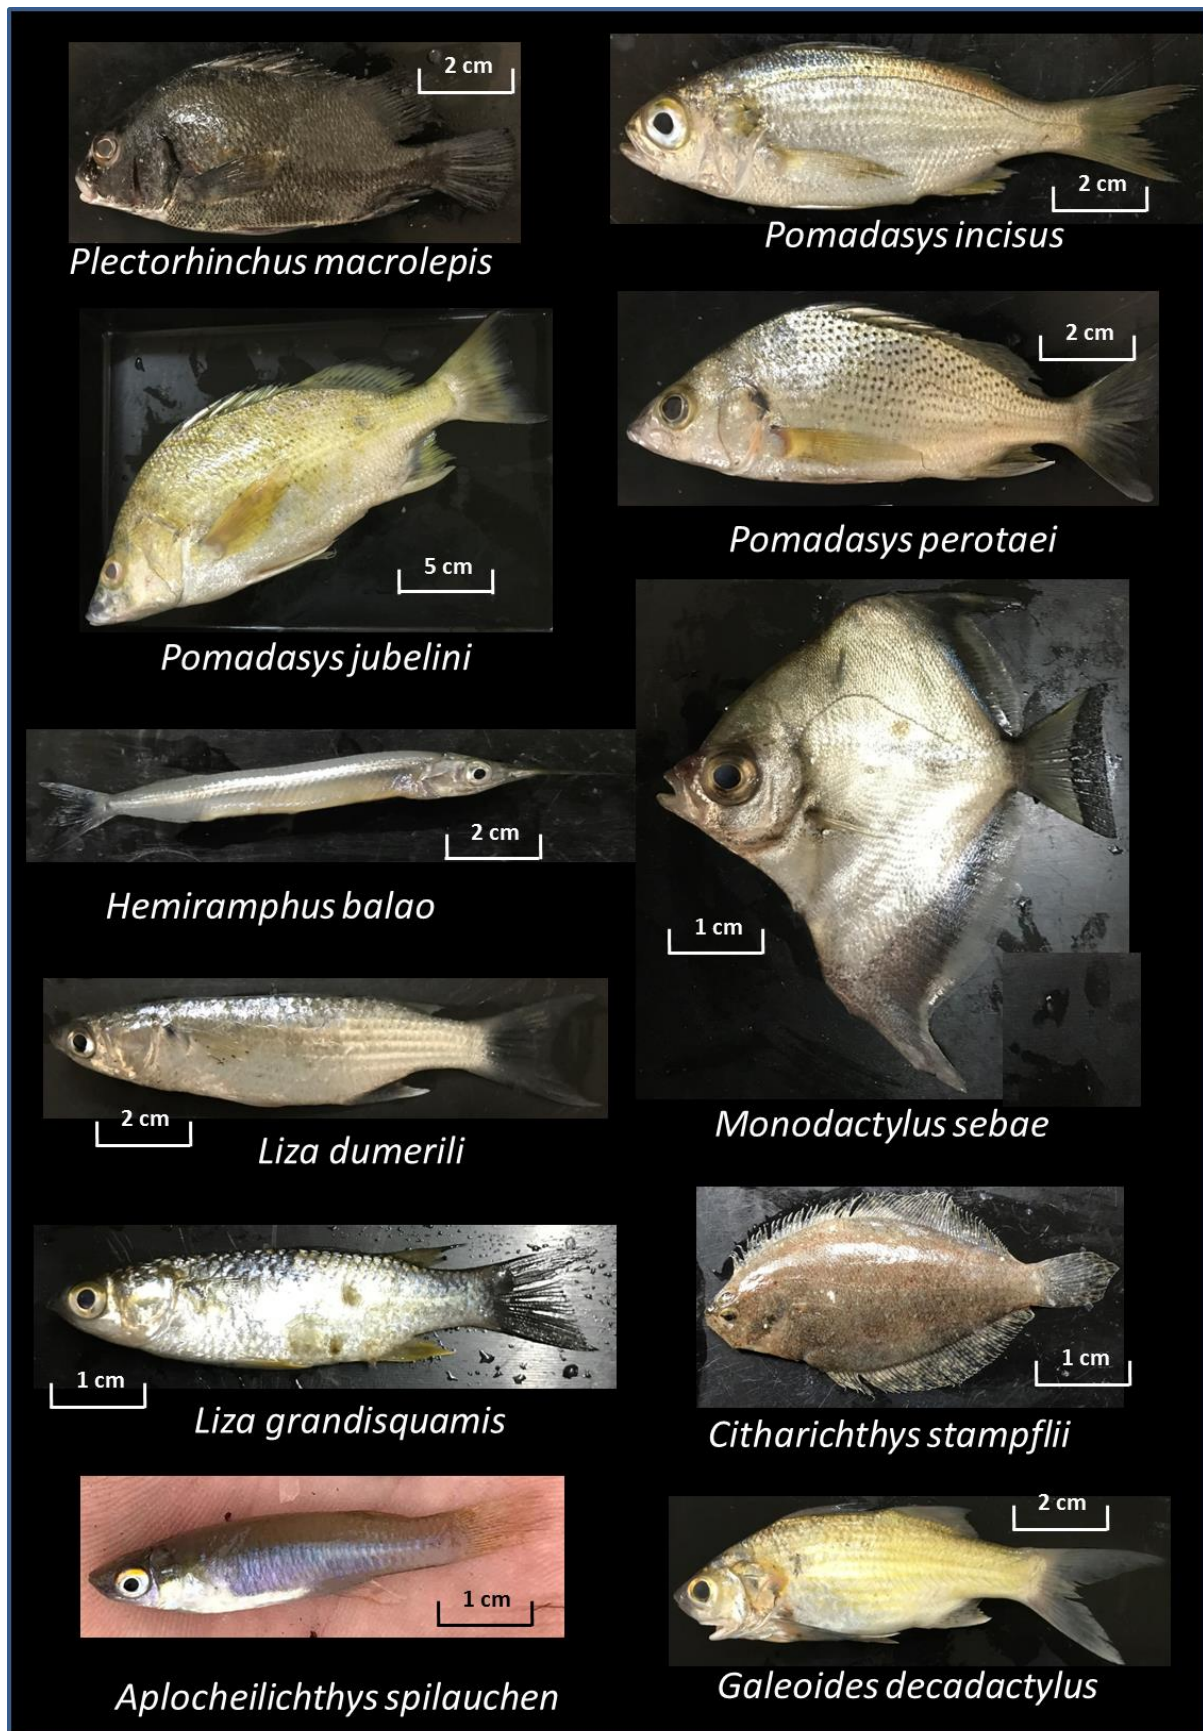 2 cm
Plectorhinchus macrolepis
2 cm
Pomadasys incisus
5 cm
Pomadasys jubelini
2 cm
Pomadasys perotaei
2 cm
Hemiramphus balao
1 cm
Monodactylus sebae
2 cm
Liza dumerili
1 cm
Liza grandisquamis
1 cm
Citharichthys stampflii
1 cm
Aplocheilichthys spilauchen
2 cm
Galeoides decadactylus